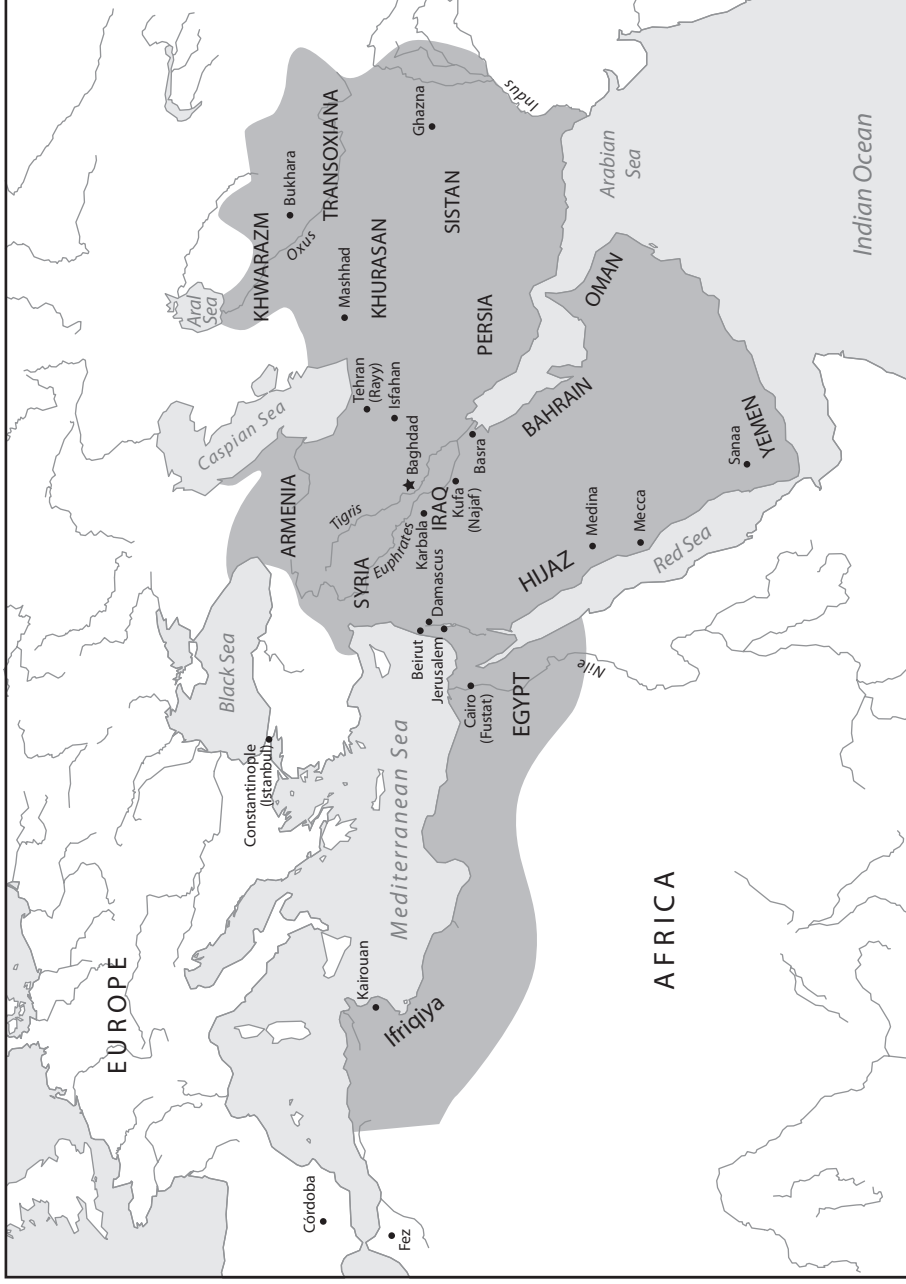 EUROPE
AFRICA
Córdoba
Fez
Kairouan
Ifriqiya
Mediterranean Sea
Constantinople
(Istanbul)
Black Sea
Caspian Sea
Aral
Sea
KHWARAZM
Bukhara
Oxus
TRANSOXIANA
Mashhad
KHURASAN
Ghazna
SISTAN
Indus
PERSIA
Tehran
(Rayy)
Isfahan
ARMENIA
Tigris
Baghdad
SYRIA
Euphrates
Karbala
IRAQ
Kufa
(Najaf)
Basra
Beirut
Damascus
Jerusalem
Cairo
(Fustat)
EGYPT
Nile
HIJAZ
Medina
Mecca
Red Sea
BAHRAIN
OMAN
Sanaa
YEMEN
Arabian
Sea
Indian Ocean